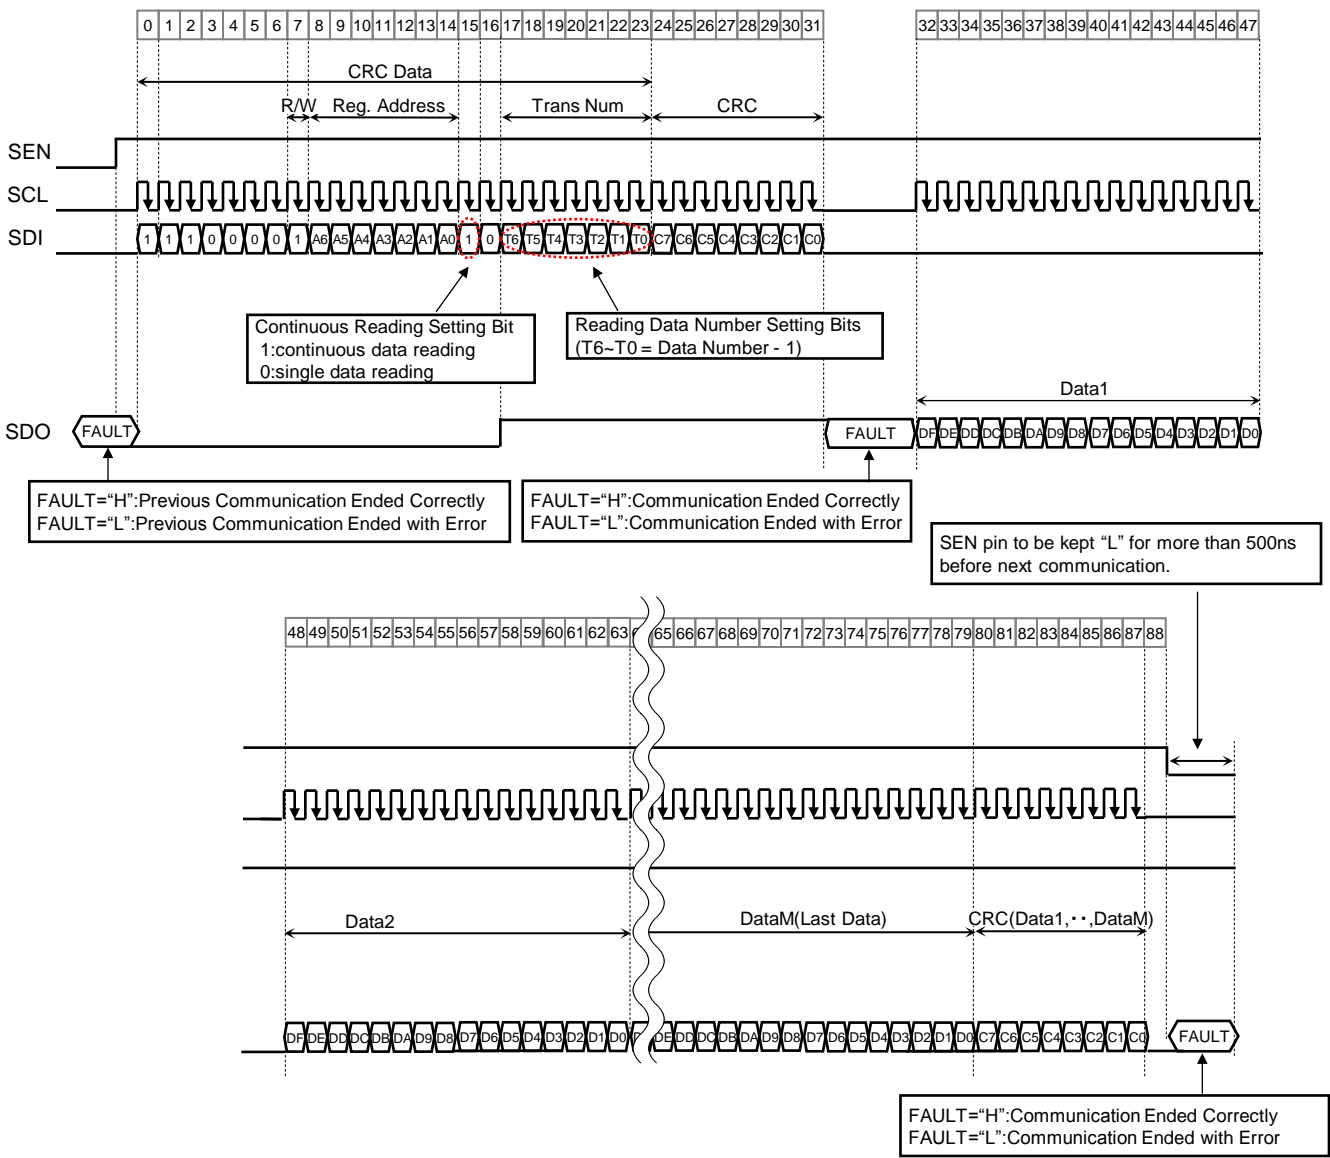 0 1 2 3 4 5 6 7 8 9 10 11 12 13 14 15 16 17 18 19 20 21 22 23 24 25 26 27 28 29 30 31 32 33 34 35 36 37 38 39 40 41 42 43 44 45 46 47
CRC Data
R/W Reg. Address Trans Num CRC
SEN
SCL
SDI 1 1 1 0 0 0 0 1 A6 A5 A4 A3 A2 A1 A0 1 0 T6 T5 T4 T3 T2 T1 T0 C7 C6 C5 C4 C3 C2 C1 C0
Continuous Reading Setting Bit
1:continuous data reading
0:single data reading
Reading Data Number Setting Bits
(T6~T0 = Data Number - 1)
Data1
SDO FAULT FAULT DF DE DD DC DB DA D9 D8 D7 D6 D5 D4 D3 D2 D1 D0
FAULT="H":Previous Communication Ended Correctly
FAULT="L":Previous Communication Ended with Error
FAULT="H":Communication Ended Correctly
FAULT="L":Communication Ended with Error
SEN pin to be kept "L" for more than 500ns
before next communication.
48 49 50 51 52 53 54 55 56 57 58 59 60 61 62 63 65 66 67 68 69 70 71 72 73 74 75 76 77 78 79 80 81 82 83 84 85 86 87 88
Data2 DataM(Last Data) CRC(Data1,･･,DataM)
DF DE DD DC DB DA D9 D8 D7 D6 D5 D4 D3 D2 D1 D0 DE DD DC DB DA D9 D8 D7 D6 D5 D4 D3 D2 D1 D0 C7 C6 C5 C4 C3 C2 C1 C0 FAULT
FAULT="H":Communication Ended Correctly
FAULT="L":Communication Ended with Error